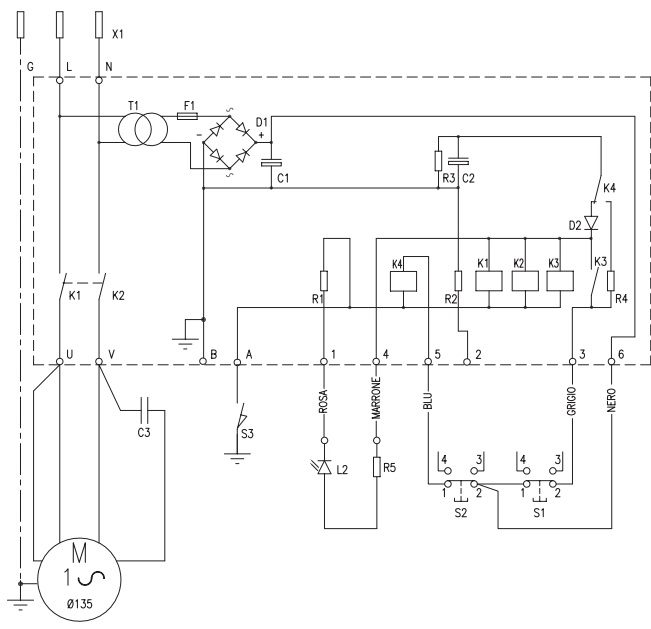 X1
G L N
T1 F1 D1
- +
C1
R3 C2
K4
D2
K4 K1 K2 K3 K3
R1 R2 R4
K1 K2
U V B A 1 4 5 2 3 6
ROSA MARRONE BLU GRIGIO NERO
C3
S3
L2 R5
4 3 4 3
1 2 1 2
S2 S1
M
1
Ø135